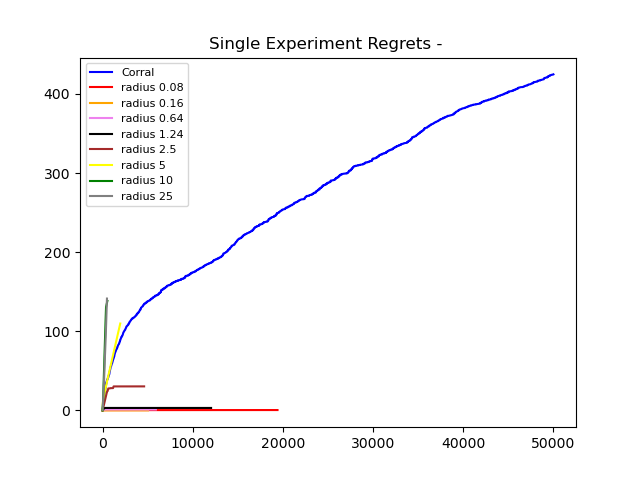 Single Experiment Regrets -
Corral
radius 0.08
radius 0.16
radius 0.64
radius 1.24
radius 2.5
radius 5
radius 10
radius 25
400
300
200
100
0
0 10000 20000 30000 40000 50000